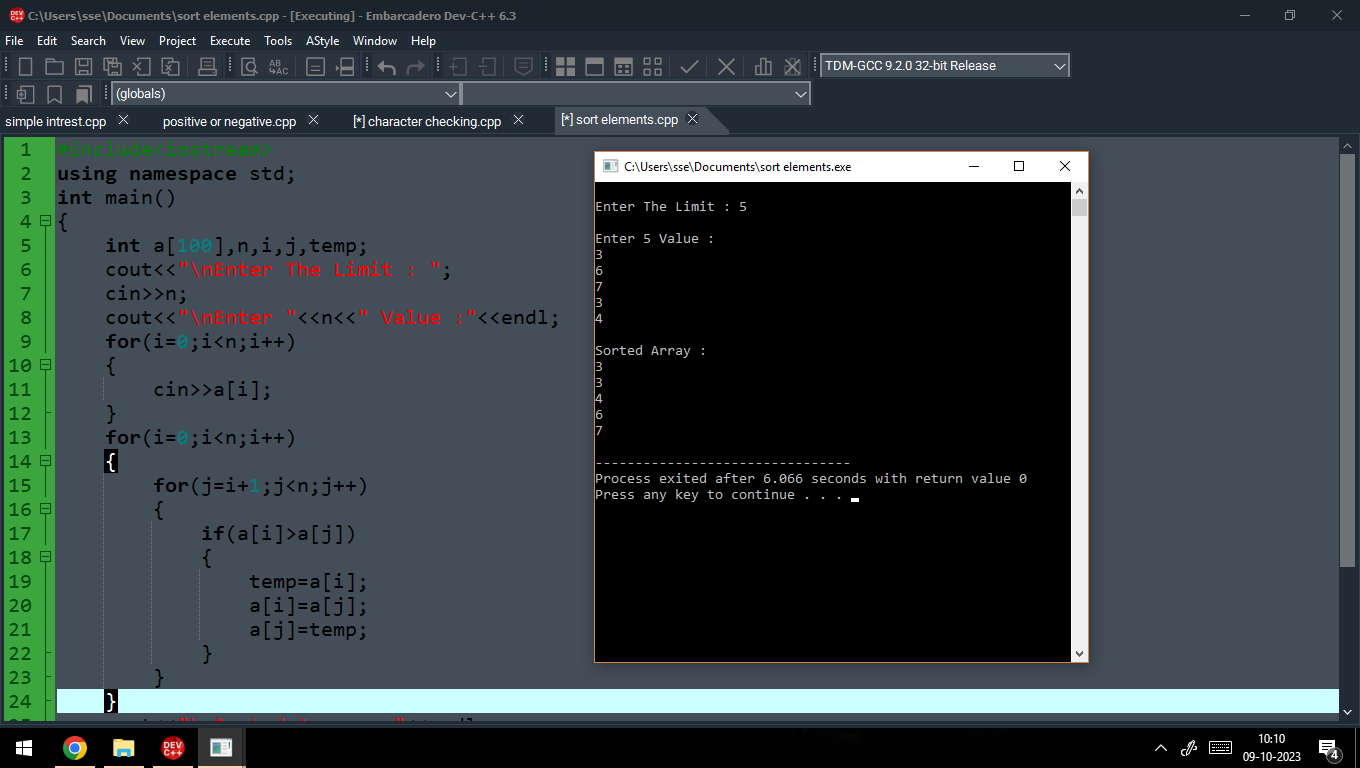 DEV C++ C:\Users\sse\Documents\sort elements.cpp - [Executing] - Embarcadero Dev-C++ 6.3
File Edit Search View Project Execute Tools AStyle Window Help
TDM-GCC 9.2.0 32-bit Release
(globals)
simple intrest.cpp positive or negative.cpp [*] character checking.cpp [*] sort elements.cpp
1 #include<iostream>
2 using namespace std;
3 int main()
4 {
5 int a[100],n,i,j,temp;
6 cout<<"\nEnter The Limit : ";
7 cin>>n;
8 cout<<"\nEnter "<<n<<" Value :"<<endl;
9 for(i=0;i<n;i++)
10 {
11 cin>>a[i];
12 }
13 for(i=0;i<n;i++)
14 {
15 for(j=i+1;j<n;j++)
16 {
17 if(a[i]>a[j])
18 {
19 temp=a[i];
20 a[i]=a[j];
21 a[j]=temp;
22 }
23 }
24 }
C:\Users\sse\Documents\sort elements.exe
Enter The Limit : 5
Enter 5 Value :
3
6
7
3
4
Sorted Array :
3
3
4
6
7
--------------------------------
Process exited after 6.066 seconds with return value 0
Press any key to continue . . .
DEV C++
10:10
09-10-2023
4